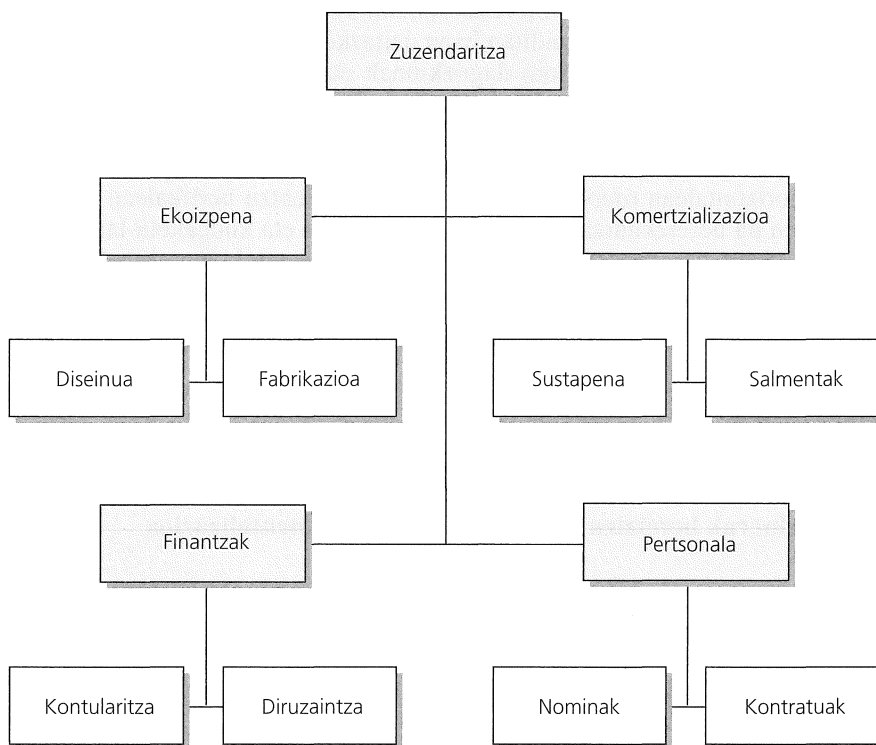 Zuzendaritza
Ekoizpena
Komertzializazioa
Diseinua
Fabrikazioa
Sustapena
Salmentak
Finantzak
Pertsonala
Kontularitza
Diruzaintza
Nominak
Kontratuak